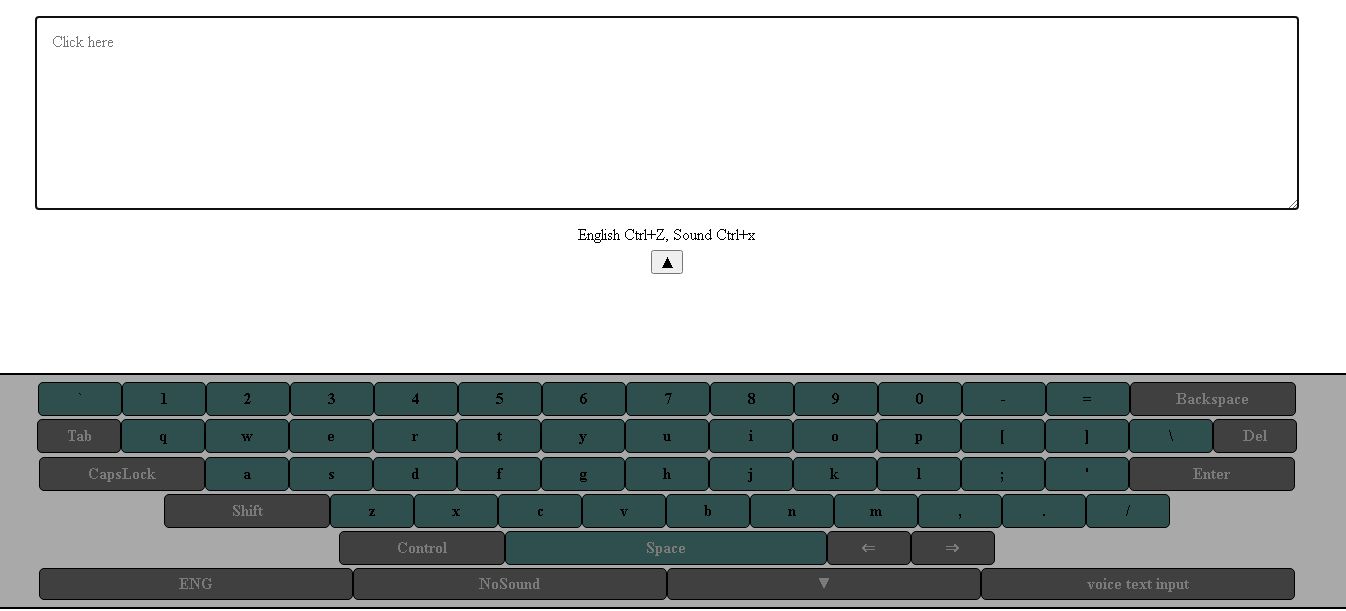 Click here
English Ctrl+Z, Sound Ctrl+x
▲
` 1 2 3 4 5 6 7 8 9 0 - = Backspace
Tab q w e r t y u i o p [ ] \ Del
CapsLock a s d f g h j k l ; ' Enter
Shift z x c v b n m , . /
Control Space ⇐ ⇒
ENG NoSound ▼ voice text input